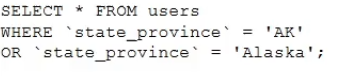 SELECT * FROM users
WHERE `state_province` = 'AK'
OR `state_province` = 'Alaska';